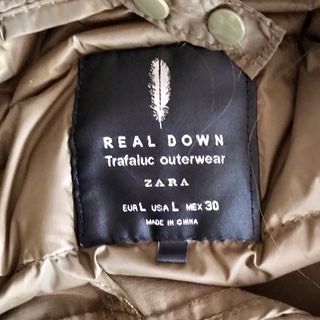 REAL DOWN
Trafaluc outerwear
ZARA
EUR L USA L MEX 30
MADE IN CHINA